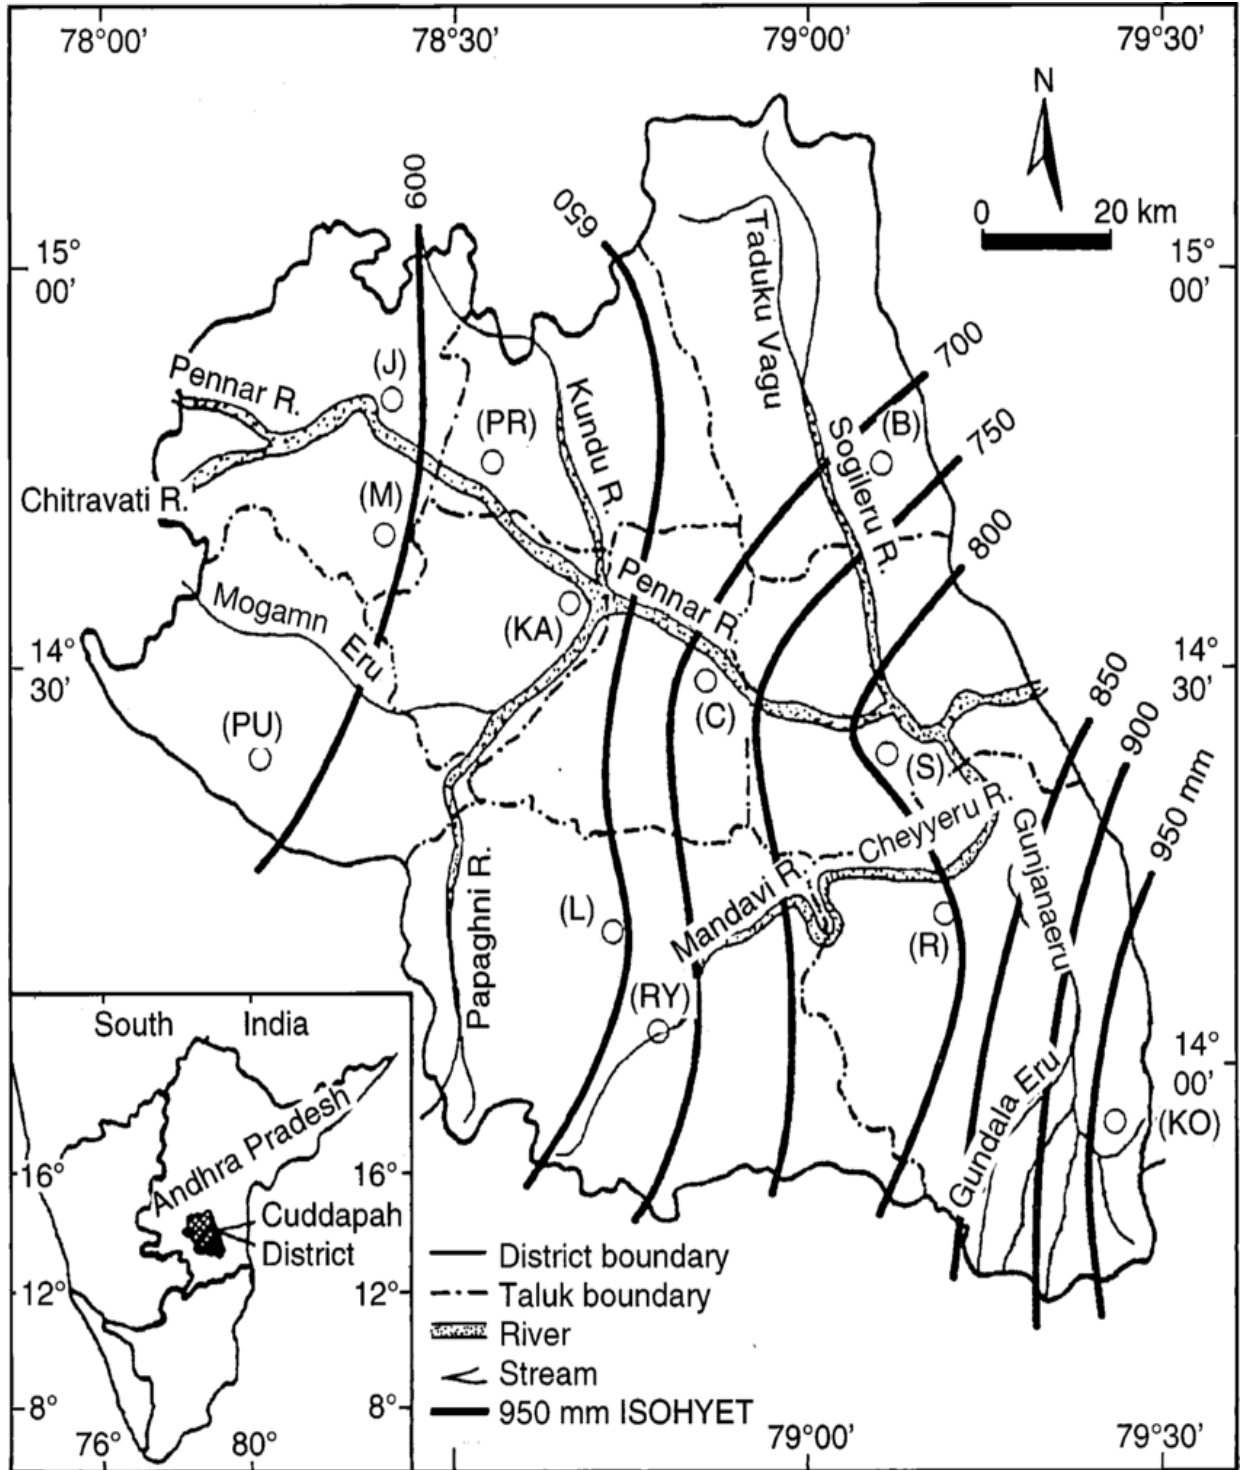 78°00’
78°30’
79°00’
79°30’
N
0 20 km
600
650
15°
00’
15°
00’
Taduku Vagu
700
Pennar R.
(J)
Kundu R.
(PR)
Sogileru R.
(B)
750
Chitravati R.
(M)
800
Mogamn
Eru
(KA)
Pennar R.
14°
30’
14°
30’
850
900
950 mm
(PU)
(C)
(S)
Cheyyeru R.
Gunjanaeru
Papaghni R.
(L)
Mandavi R.
(R)
(RY)
14°
00’
Gundala Eru
(KO)
South India
Andhra Pradesh
16°
16°
Cuddapah
District
12°
12°
8°
8°
76°
80°
District boundary
Taluk boundary
River
Stream
950 mm ISOHYET
79°00’
79°30’